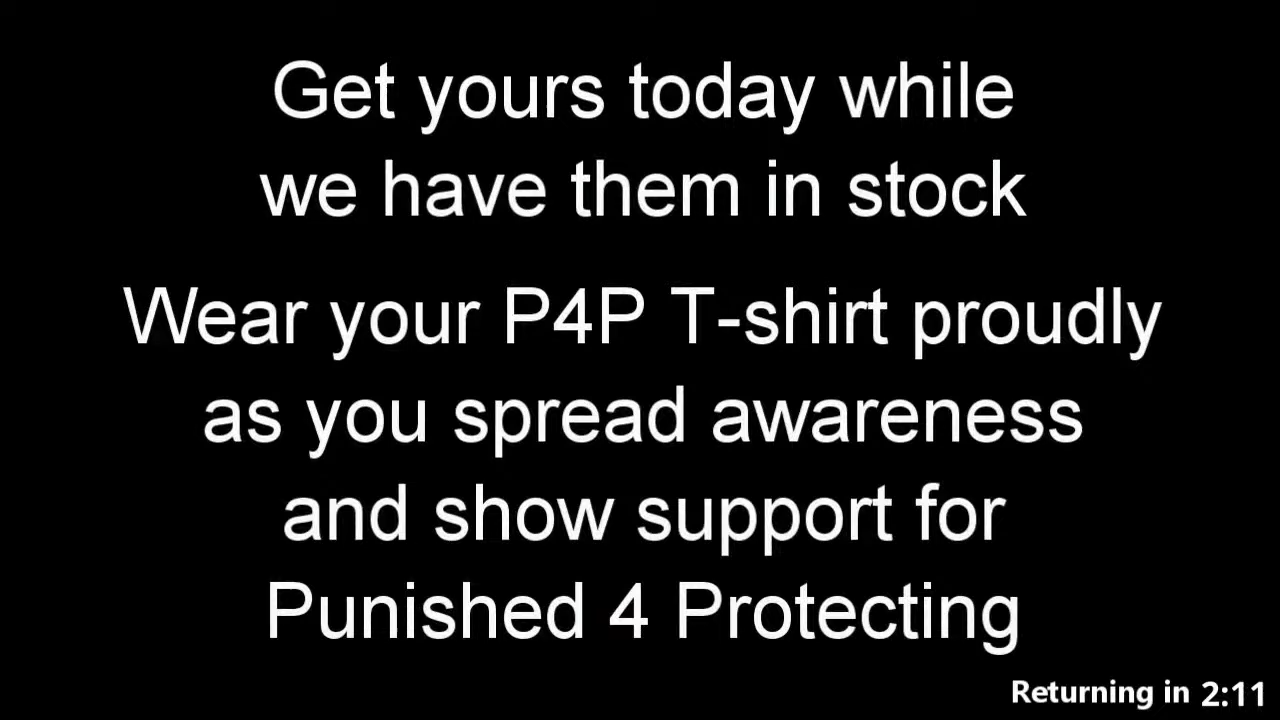 Get yours today while
we have them in stock
Wear your P4P T-shirt proudly
as you spread awareness
and show support for
Punished 4 Protecting
Returning in 2:11